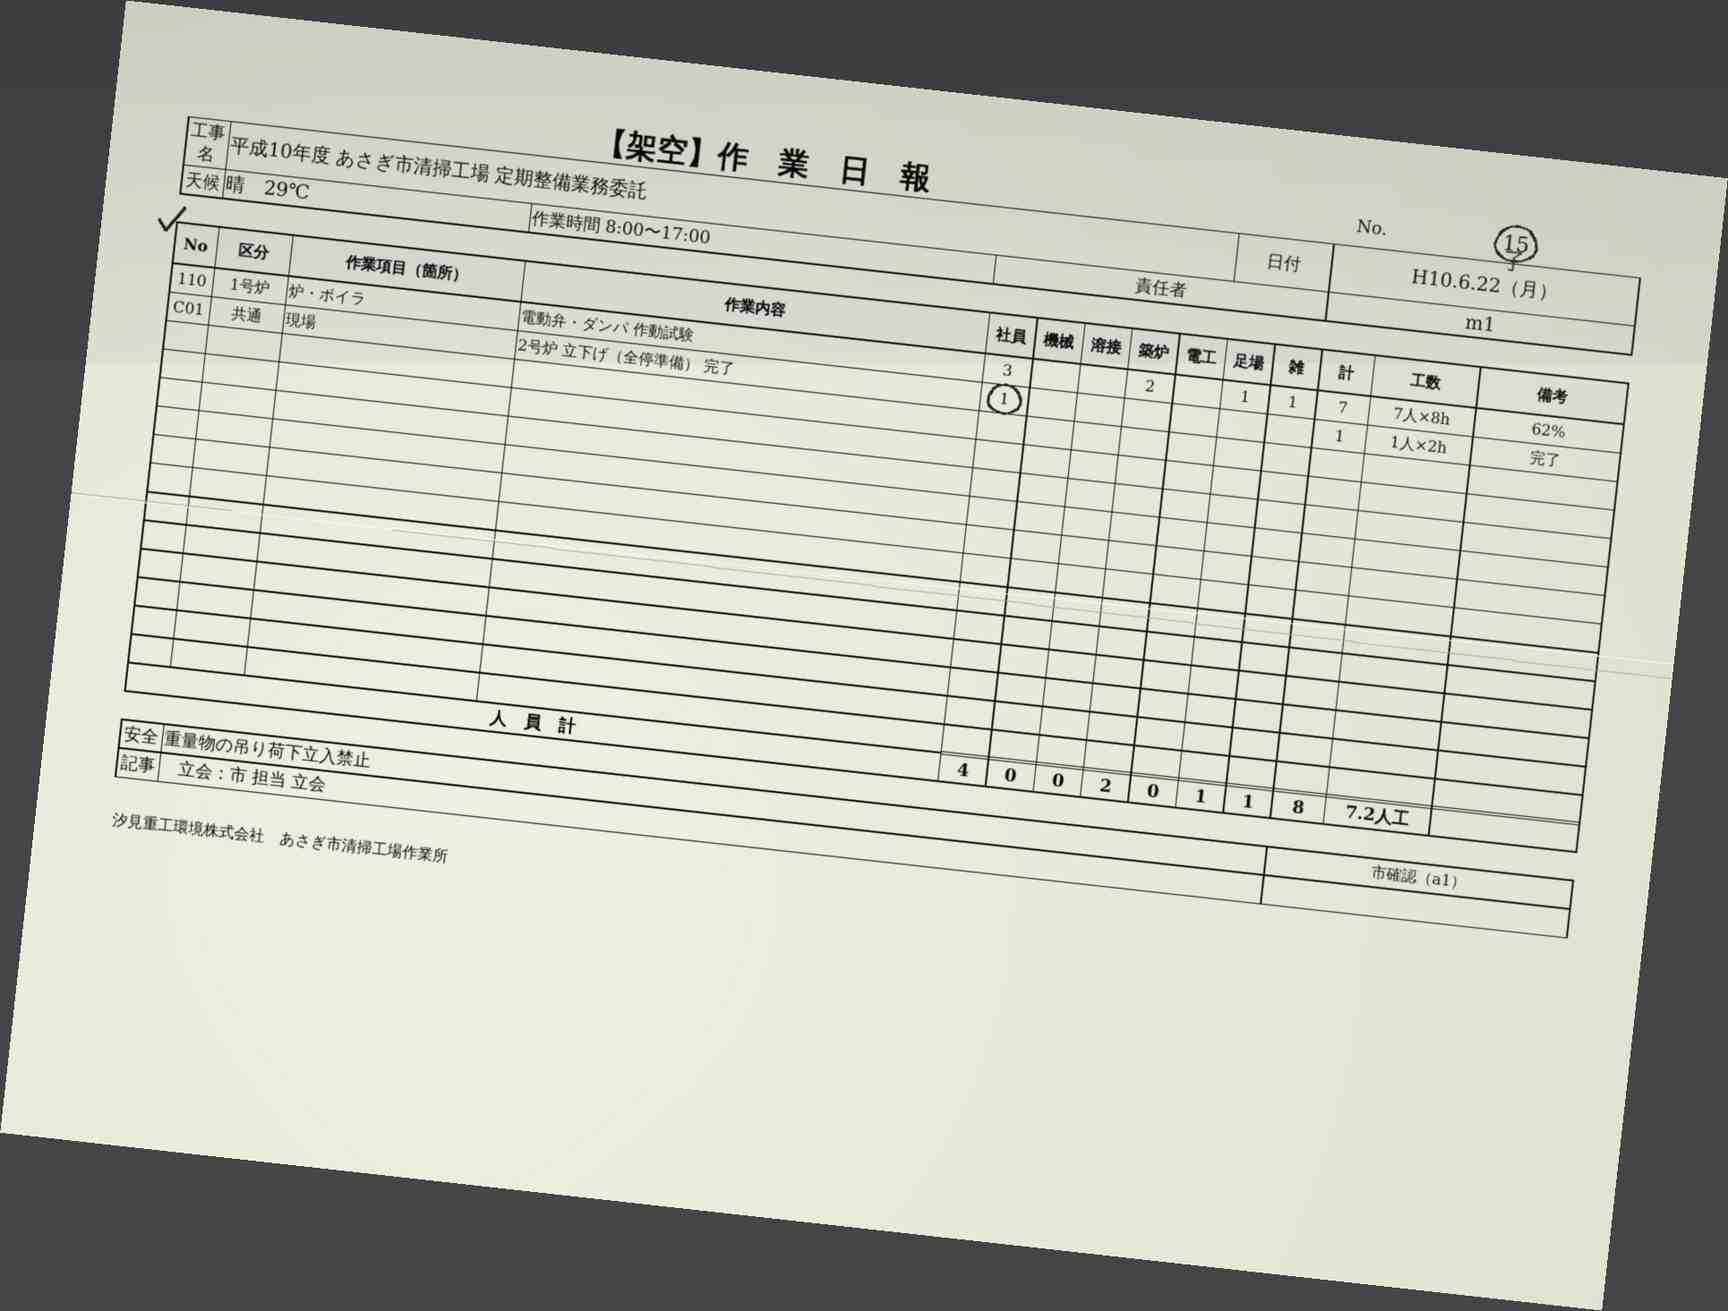 【架空】作 業 日 報
No. 15
工事名 平成10年度 あさぎ市清掃工場 定期整備業務委託 日付 H10.6.22（月）
天候 晴 29℃ 作業時間 8:00〜17:00 責任者 m1
No 区分 作業項目（箇所） 作業内容 社員 機械 溶接 築炉 電工 足場 雑 計 工数 備考
110 1号炉 炉・ボイラ 電動弁・ダンパ 作動試験 3 2 1 1 7 7人×8h 62%
C01 共通 現場 2号炉 立下げ（全停準備） 完了 1 1 1人×2h 完了
人 員 計 4 0 0 2 0 1 1 8 7.2人工
安全 重量物の吊り荷下立入禁止 市確認（a1）
記事 立会：市 担当 立会
汐見重工環境株式会社 あさぎ市清掃工場作業所